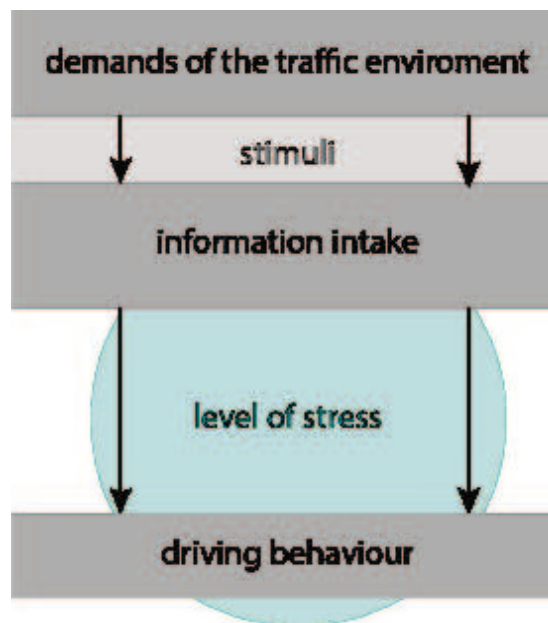 demands of the traffic enviroment
stimuli
information intake
level of stress
driving behaviour